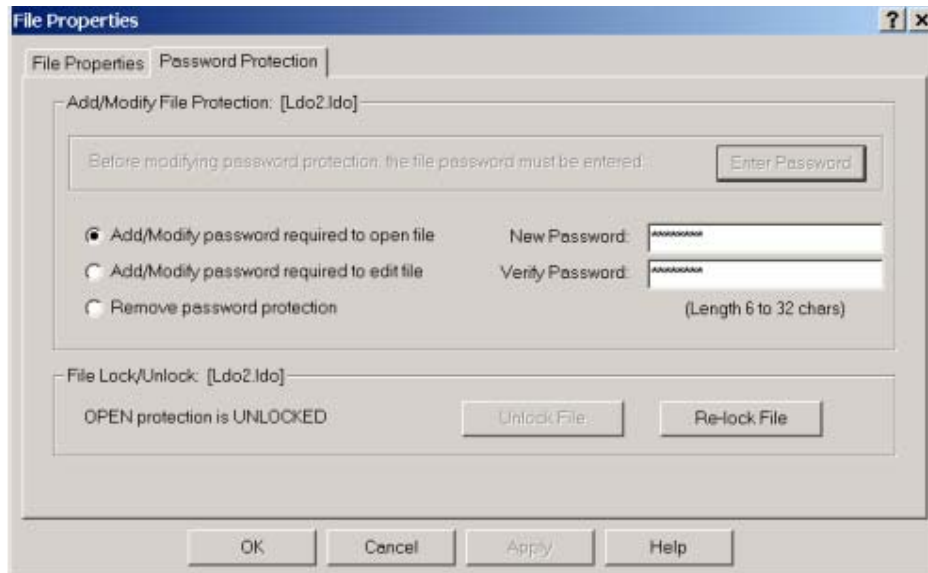 File Properties
File Properties
Password Protection
Add/Modify File Protection: [Ldo2.ldo]
Before modifying password protection, the file password must be entered.
Enter Password
Add/Modify password required to open file
New Password:
********
Add/Modify password required to edit file
Verify Password:
********
Remove password protection
(Length 6 to 32 chars)
File Lock/Unlock: [Ldo2.ldo]
OPEN protection is UNLOCKED
Unlock File
Re-lock File
OK
Cancel
Apply
Help